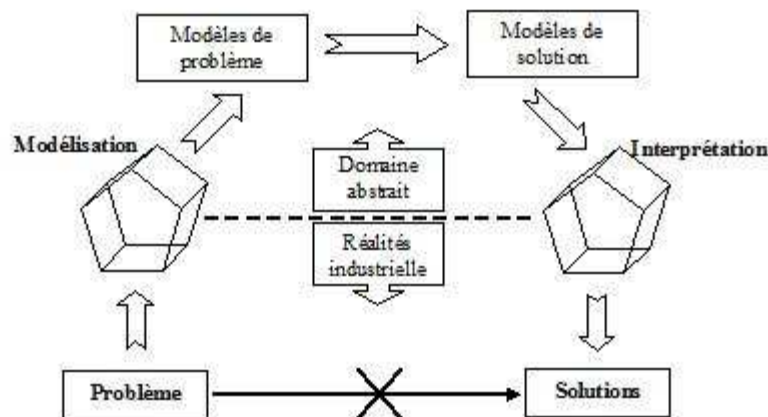 Modèles de
problème
Modèles de
solution
Modélisation
Interprétation
Domaine
abstrait
Réalités
industrielle
Problème
Solutions